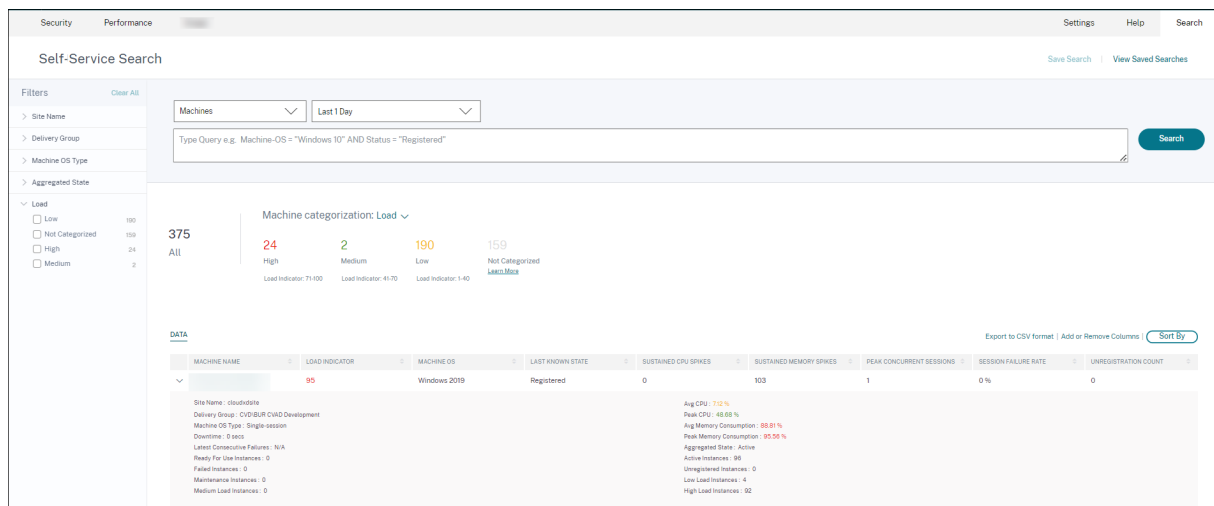 Security Performance Settings Help Search
Self-Service Search
Save Search | View Saved Searches
Filters Clear All
Site Name
Delivery Group
Machine OS Type
Aggregated State
Load
Low 190
Not Categorized 159
High 24
Medium 2
Machines Last 1 Day
Type Query e.g. Machine-OS = "Windows 10" AND Status = "Registered"
Search
375
All
Machine categorization: Load
24 2 190 159
High Medium Low Not Categorized
Learn More
Load Indicator: 71-100 Load Indicator: 41-70 Load Indicator: 1-40
DATA
Export to CSV format | Add or Remove Columns | Sort By
MACHINE NAME LOAD INDICATOR MACHINE OS LAST KNOWN STATE SUSTAINED CPU SPIKES SUSTAINED MEMORY SPIKES PEAK CONCURRENT SESSIONS SESSION FAILURE RATE UNREGISTRATION COUNT
95 Windows 2019 Registered 0 103 1 0 % 0
Site Name : cloudxdsite
Delivery Group : CVD\BUR CVAD Development
Machine OS Type : Single-session
Downtime : 0 secs
Latest Consecutive Failures : N/A
Ready For Use Instances : 0
Failed Instances : 0
Maintenance Instances : 0
Medium Load Instances : 0
Avg CPU : 7.12 %
Peak CPU : 48.68 %
Avg Memory Consumption : 88.81 %
Peak Memory Consumption : 95.56 %
Aggregated State : Active
Active Instances : 96
Unregistered Instances : 0
Low Load Instances : 4
High Load Instances : 92